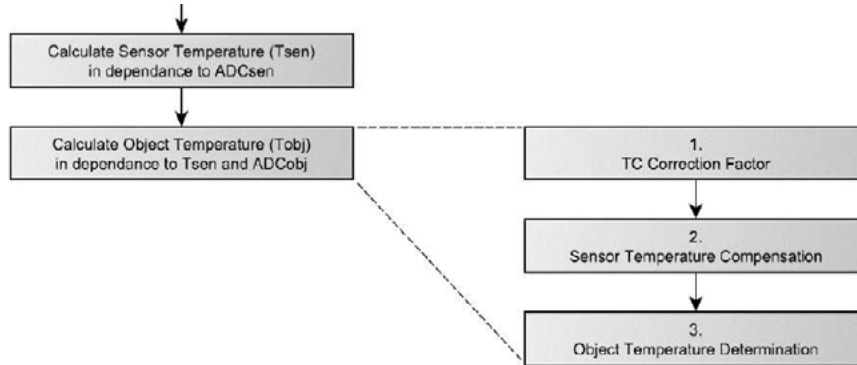 Calculate Sensor Temperature (Tsen)
in dependance to ADCsen
Calculate Object Temperature (Tobj)
in dependance to Tsen and ADCobj
1.
TC Correction Factor
2.
Sensor Temperature Compensation
3.
Object Temperature Determination